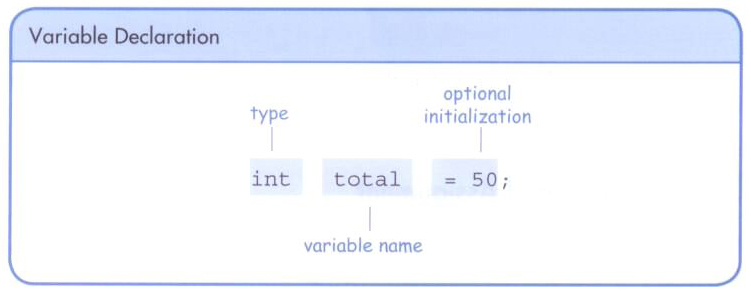 Variable Declaration
optional
type
initialization
int total = 50;
variable name